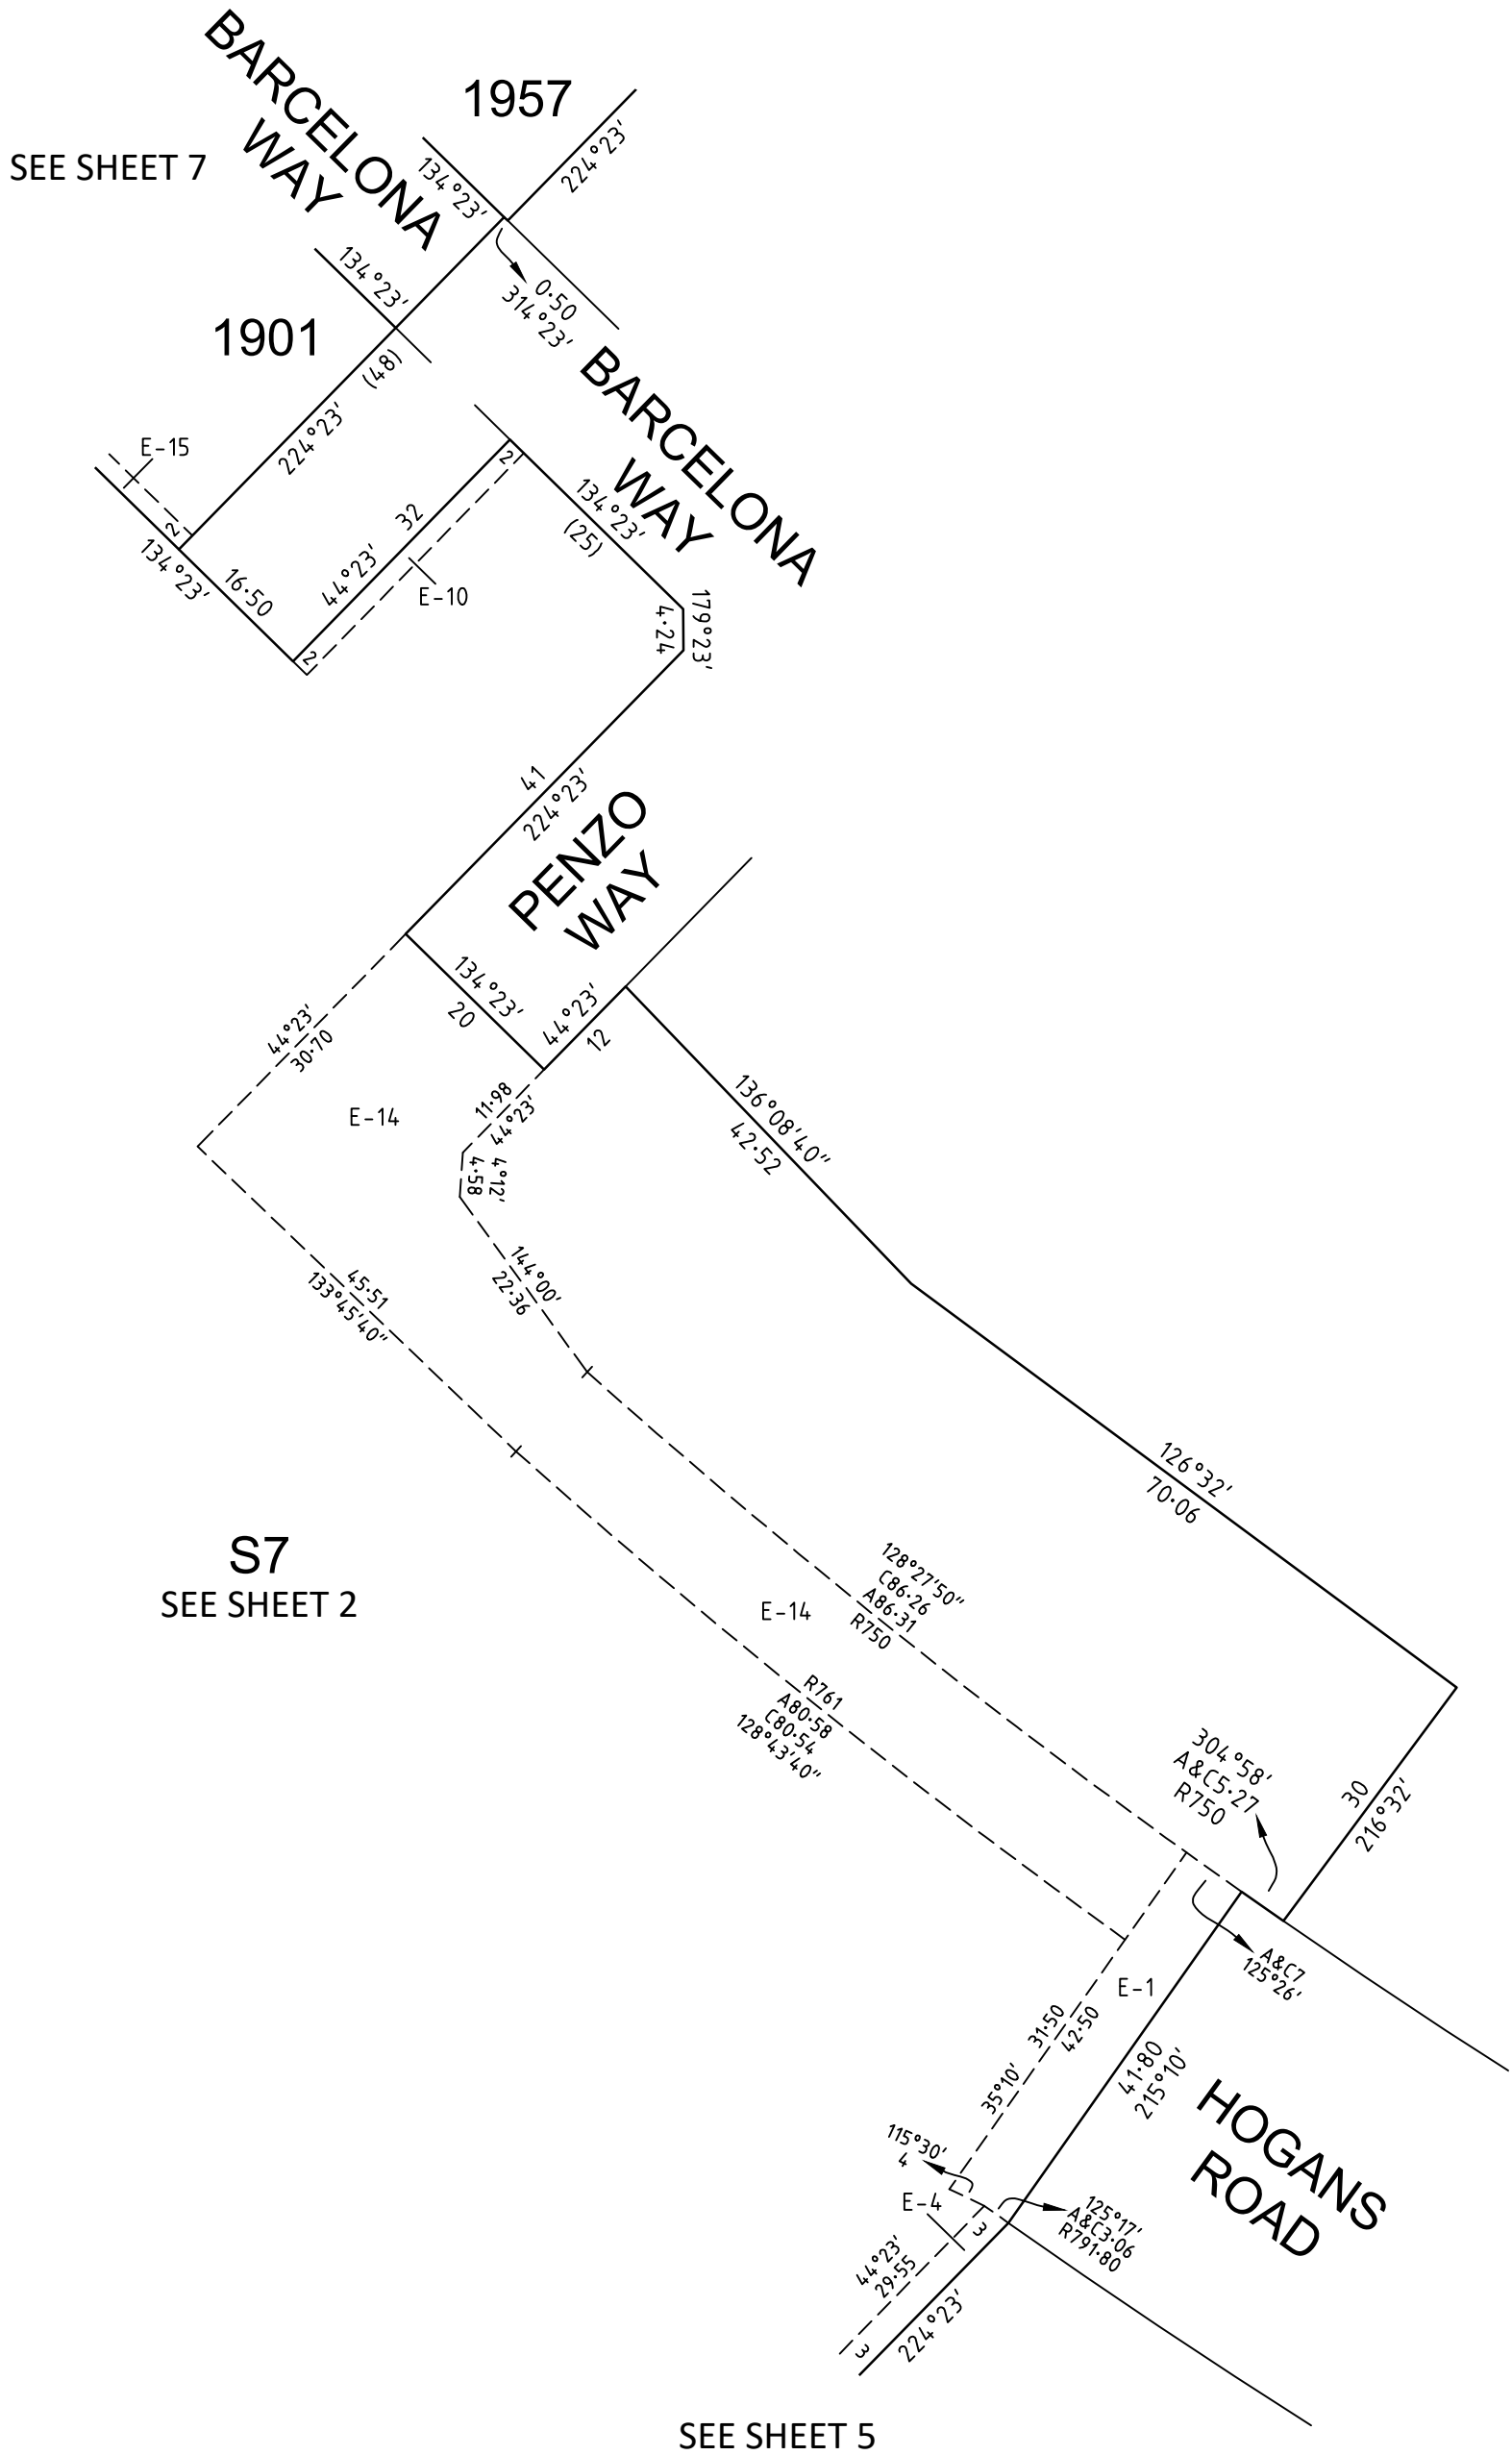 BARCELONA
WAY
1957
SEE SHEET 7
134°23'
224°23'
134°23'
0·50
314°23'
1901
(48)
224°23'
BARCELONA
WAY
E-15
2
134°23'
16·50
2
32
44°23'
E-10
2
134°23'
(25)
179°23'
4·24
41
224°23'
PENZO
WAY
134°23'
20
44°23'
12
44°23'
30·70
E-14
11·98
44°23'
4°12'
4·58
136°08'40"
42·52
144°00'
22·36
45·51
133°45'40"
126°32'
70·06
S7
SEE SHEET 2
128°27'50"
C86·26
A86·31
R750
E-14
R761
A80·58
C80·54
128°43'40"
304°58'
A&C5·27
R750
30
216°32'
A&C7
125°26'
E-1
31·50
42·50
35°10'
41·80
215°10'
HOGANS
ROAD
115°30'
4
E-4
3
125°17'
A&C3·06
R791·80
44°23'
29·55
224°23'
3
SEE SHEET 5